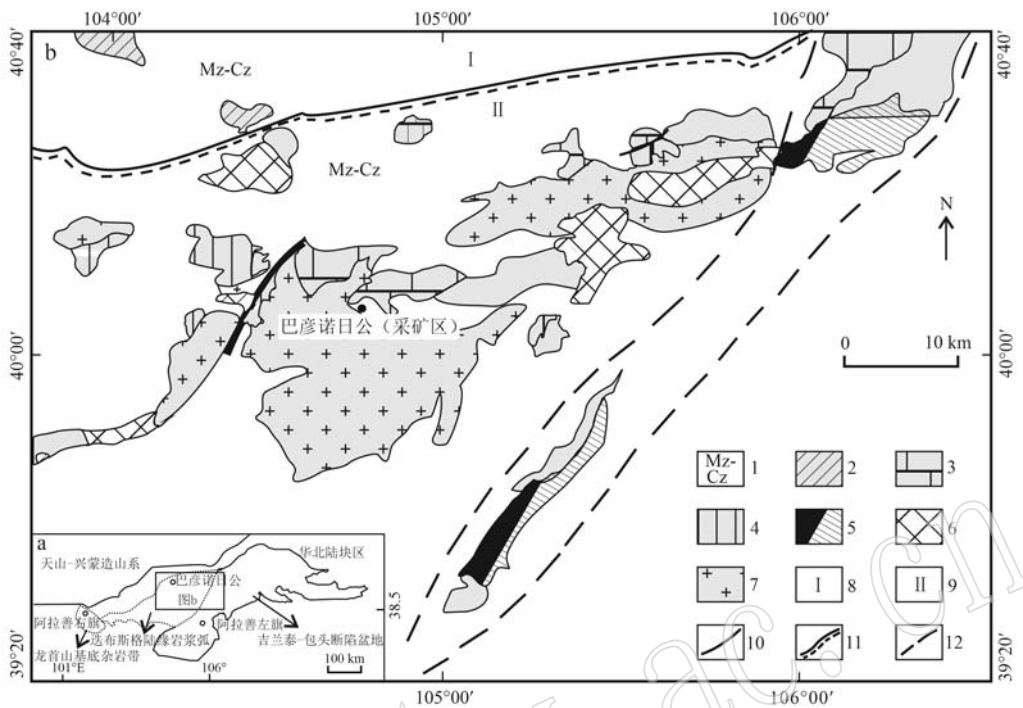 104°00′ 105°00′ 106°00′
40°40′ 40°40′
b
I
Mz-Cz
II
Mz-Cz
N
巴彦诺日公（采矿区）
40°00′ 40°00′
0 10 km
Mz-Cz 1 2 3
4 5 6
7 I 8 II 9
10 11 12
a
天山-兴蒙造山系
华北陆块区
巴彦诺日公
图b
38.5
阿拉善右旗
阿拉善左旗
迭布斯格陆缘岩浆弧
吉兰泰-包头断陷盆地
龙首山基底杂岩带
101°E 106° 100 km
39°20′ 39°20′
105°00′ 106°00′
.ac.cn